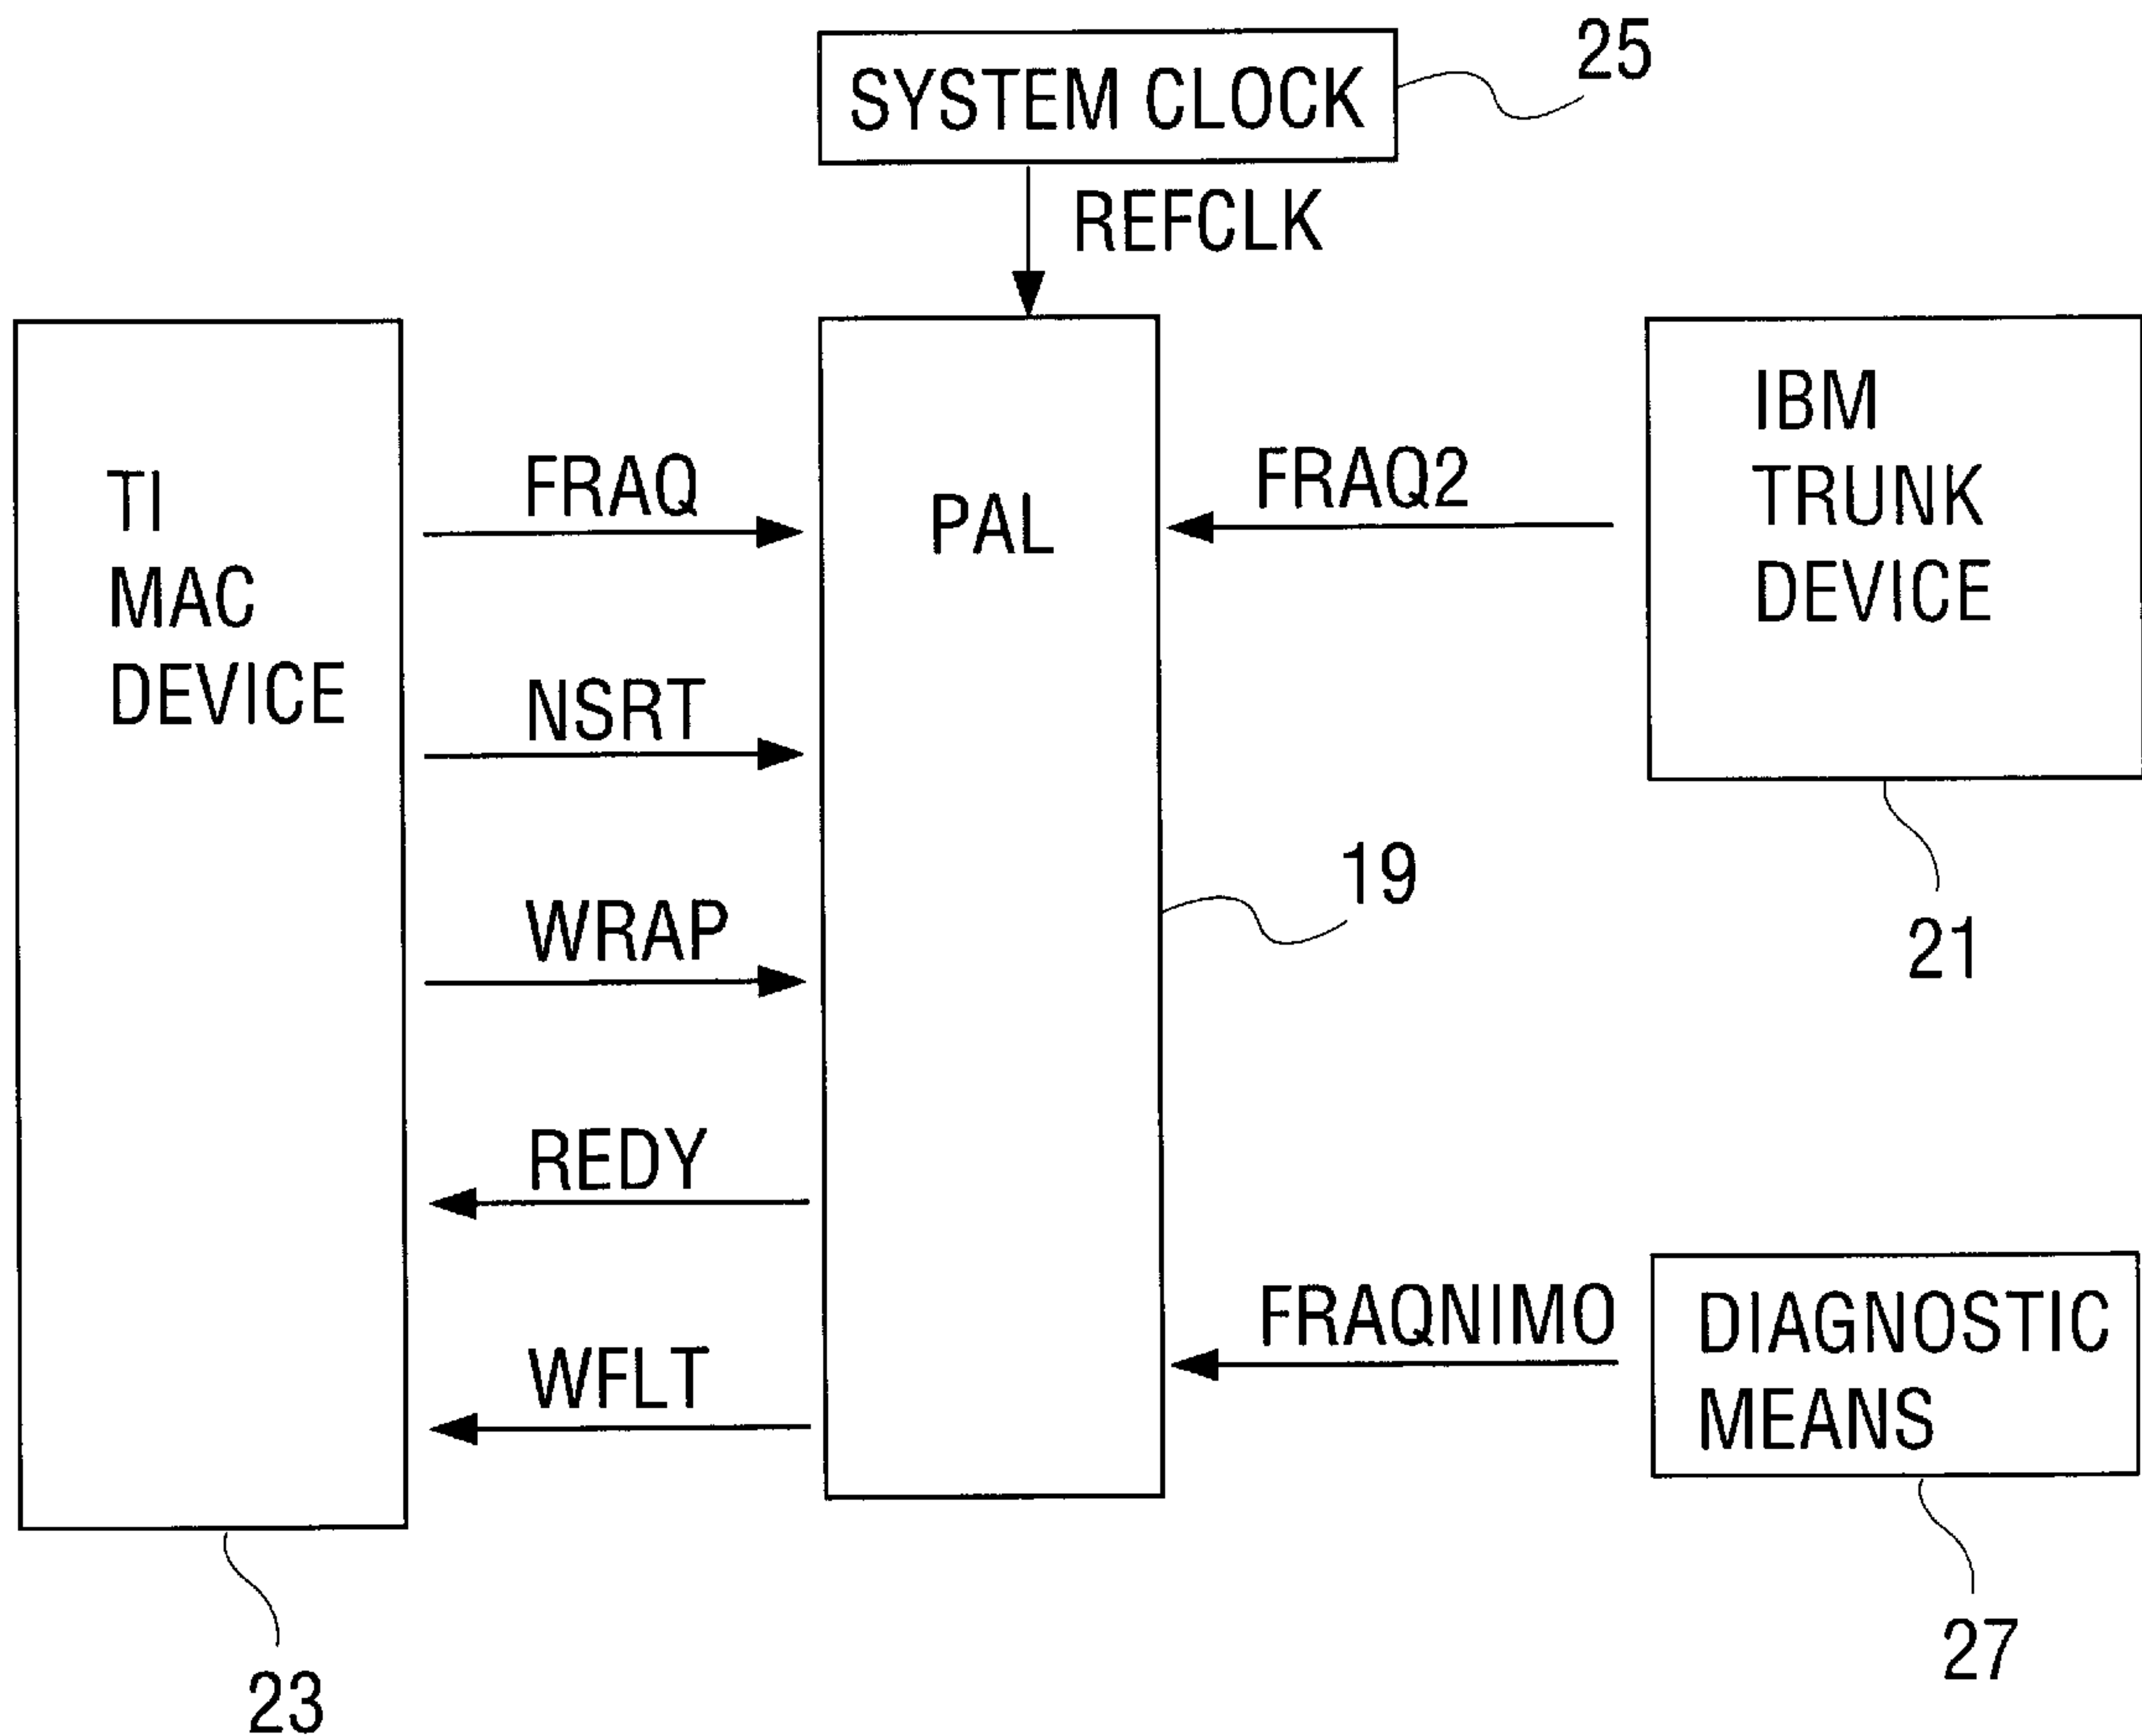 SYSTEM CLOCK
25
REFCLK
TI
MAC
DEVICE
FRAQ
NSRT
WRAP
REDY
WFLT
PAL
FRAQ2
IBM
TRUNK
DEVICE
19
21
FRAQNIMO
DIAGNOSTIC
MEANS
23
27